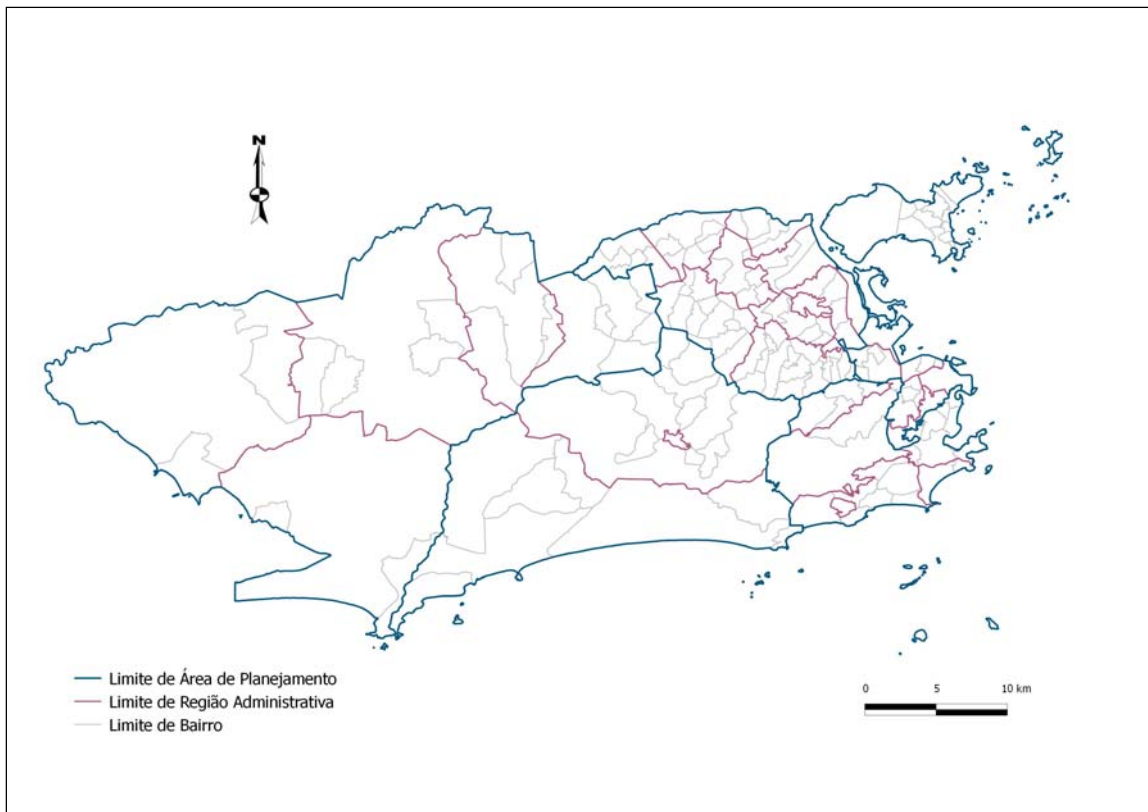 N
Limite de Área de Planejamento
Limite de Região Administrativa
Limite de Bairro
0 5 10 km